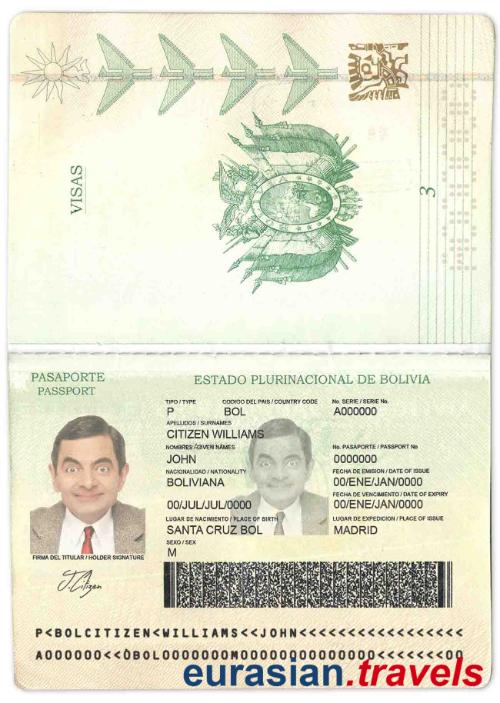 VISAS
3
PASAPORTE
PASSPORT
ESTADO PLURINACIONAL DE BOLIVIA
TIPO / TYPE CODIGO DEL PAIS / COUNTRY CODE No. SERIE / SERIE No.
P BOL A000000
APELLIDOS / SURNAMES
CITIZEN WILLIAMS
NOMBRES / GIVEN NAMES No. PASAPORTE / PASSPORT No
JOHN 0000000
NACIONALIDAD / NATIONALITY FECHA DE EMISION / DATE OF ISSUE
BOLIVIANA 00/ENE/JAN/0000
FECHA DE VENCIMIENTO / DATE OF EXPIRY
00/JUL/JUL/0000 00/ENE/JAN/0000
LUGAR DE NACIMIENTO / PLACE OF BIRTH LUGAR DE EXPEDICION / PLACE OF ISSUE
SANTA CRUZ BOL MADRID
SEXO / SEX
M
FIRMA DEL TITULAR / HOLDER SIGNATURE
J. Citizen
P<BOLCITIZEN<WILLIAMS<<JOHN<<<<<<<<<<<<<<<<<
eurasian.travels